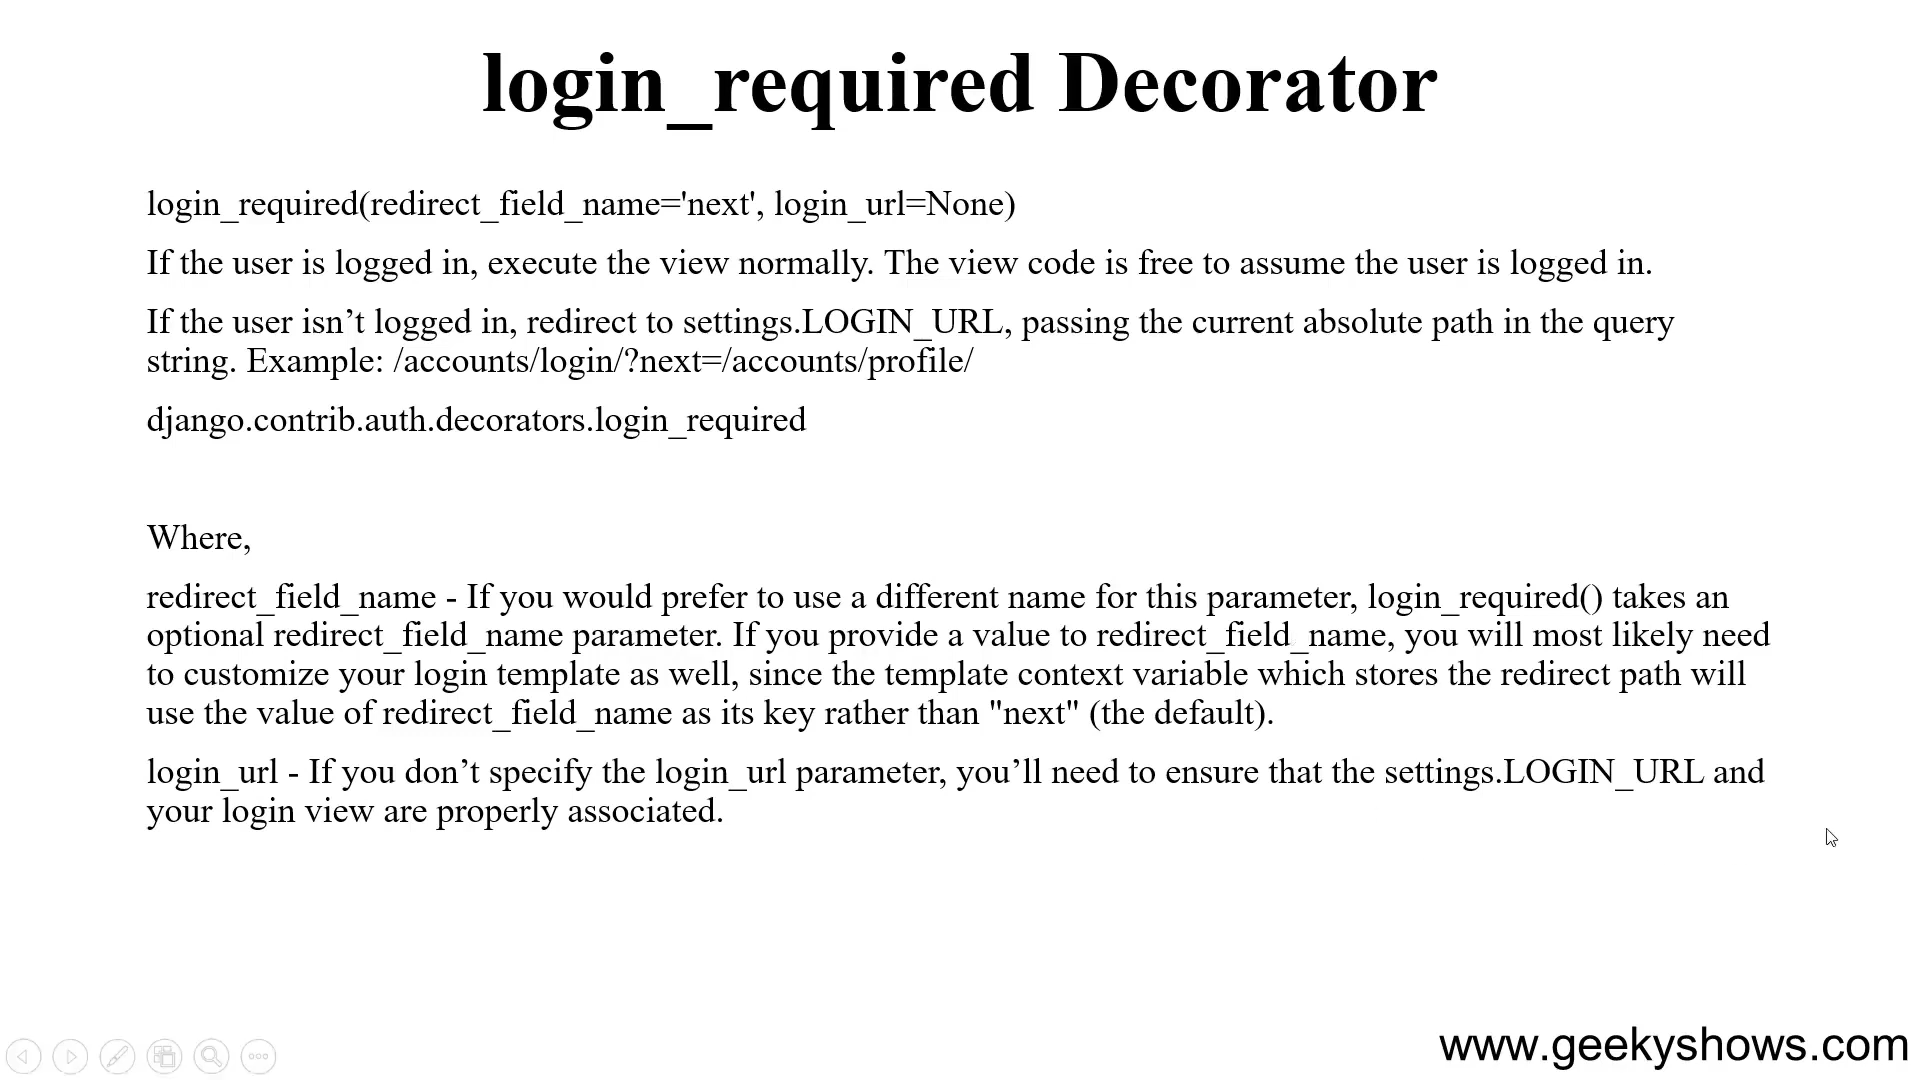 login_required Decorator
login_required(redirect_field_name='next', login_url=None)
If the user is logged in, execute the view normally. The view code is free to assume the user is logged in.
If the user isn’t logged in, redirect to settings.LOGIN_URL, passing the current absolute path in the query
string. Example: /accounts/login/?next=/accounts/profile/
django.contrib.auth.decorators.login_required
Where,
redirect_field_name - If you would prefer to use a different name for this parameter, login_required() takes an
optional redirect_field_name parameter. If you provide a value to redirect_field_name, you will most likely need
to customize your login template as well, since the template context variable which stores the redirect path will
use the value of redirect_field_name as its key rather than "next" (the default).
login_url - If you don’t specify the login_url parameter, you’ll need to ensure that the settings.LOGIN_URL and
your login view are properly associated.
www.geekyshows.com